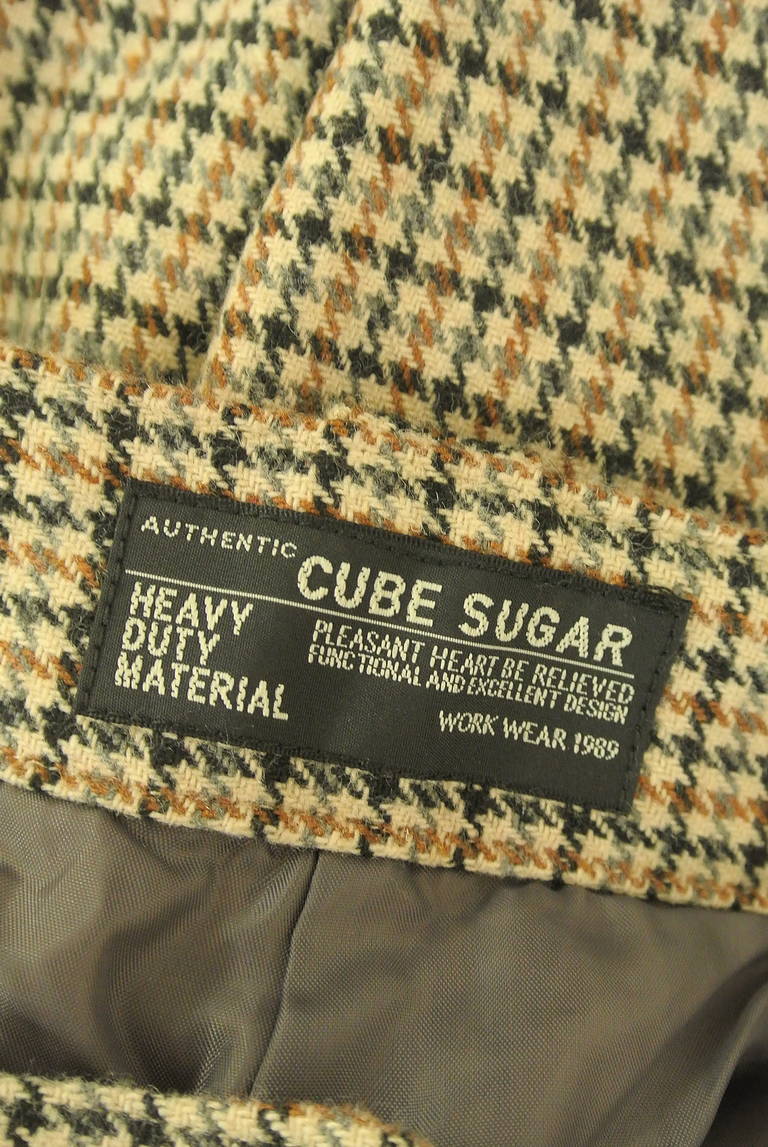 AUTHENTIC CUBE SUGAR
HEAVY
DUTY
MATERIAL
PLEASANT HEART BE RELIEVED
FUNCTIONAL AND EXCELLENT DESIGN
WORK WEAR 1989